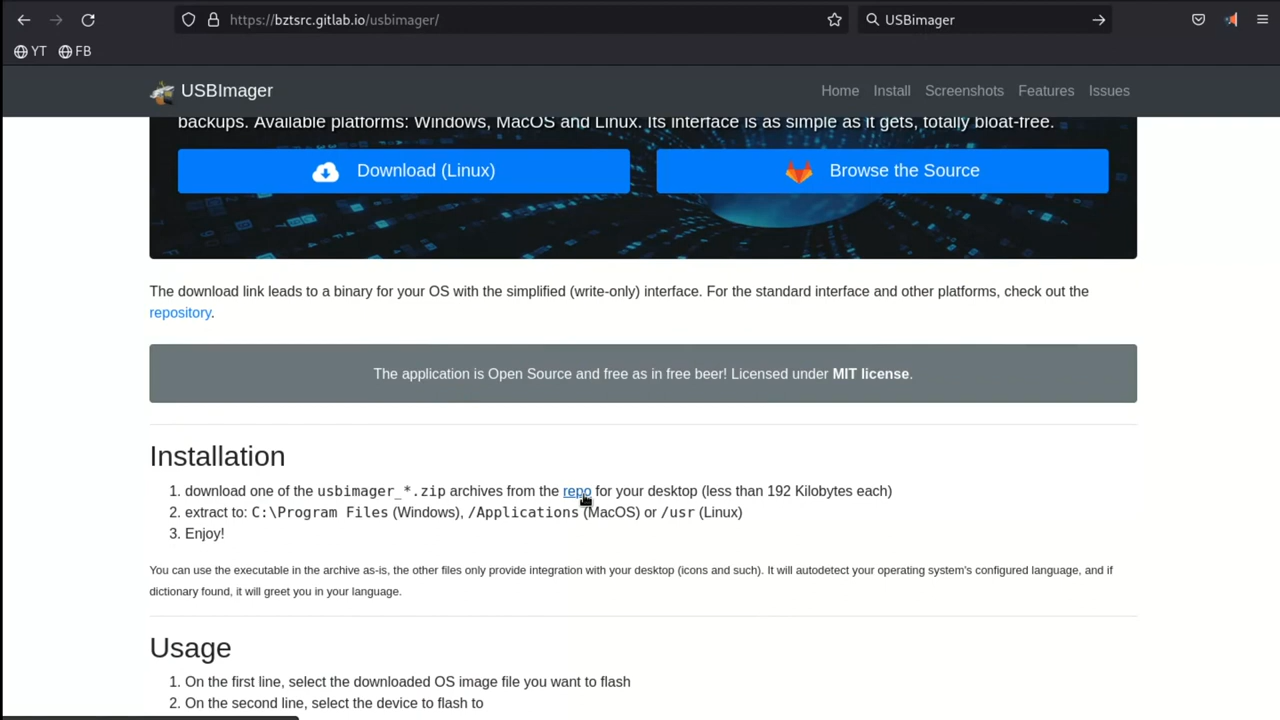 https://bztsrc.gitlab.io/usbimager/
USBimager
YT
FB
USBImager
Home
Install
Screenshots
Features
Issues
backups. Available platforms: Windows, MacOS and Linux. Its interface is as simple as it gets, totally bloat-free.
Download (Linux)
Browse the Source
The download link leads to a binary for your OS with the simplified (write-only) interface. For the standard interface and other platforms, check out the
repository.
The application is Open Source and free as in free beer! Licensed under MIT license.
Installation
1. download one of the usbimager_*.zip archives from the repo for your desktop (less than 192 Kilobytes each)
2. extract to: C:\Program Files (Windows), /Applications (MacOS) or /usr (Linux)
3. Enjoy!
You can use the executable in the archive as-is, the other files only provide integration with your desktop (icons and such). It will autodetect your operating system's configured language, and if
dictionary found, it will greet you in your language.
Usage
1. On the first line, select the downloaded OS image file you want to flash
2. On the second line, select the device to flash to